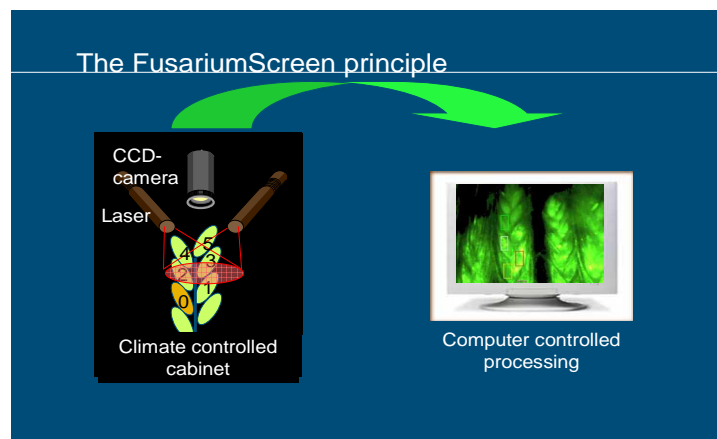 The FusariumScreen principle
CCD-
camera
Laser
5
4
3
2
1
0
Climate controlled
cabinet
Computer controlled
processing